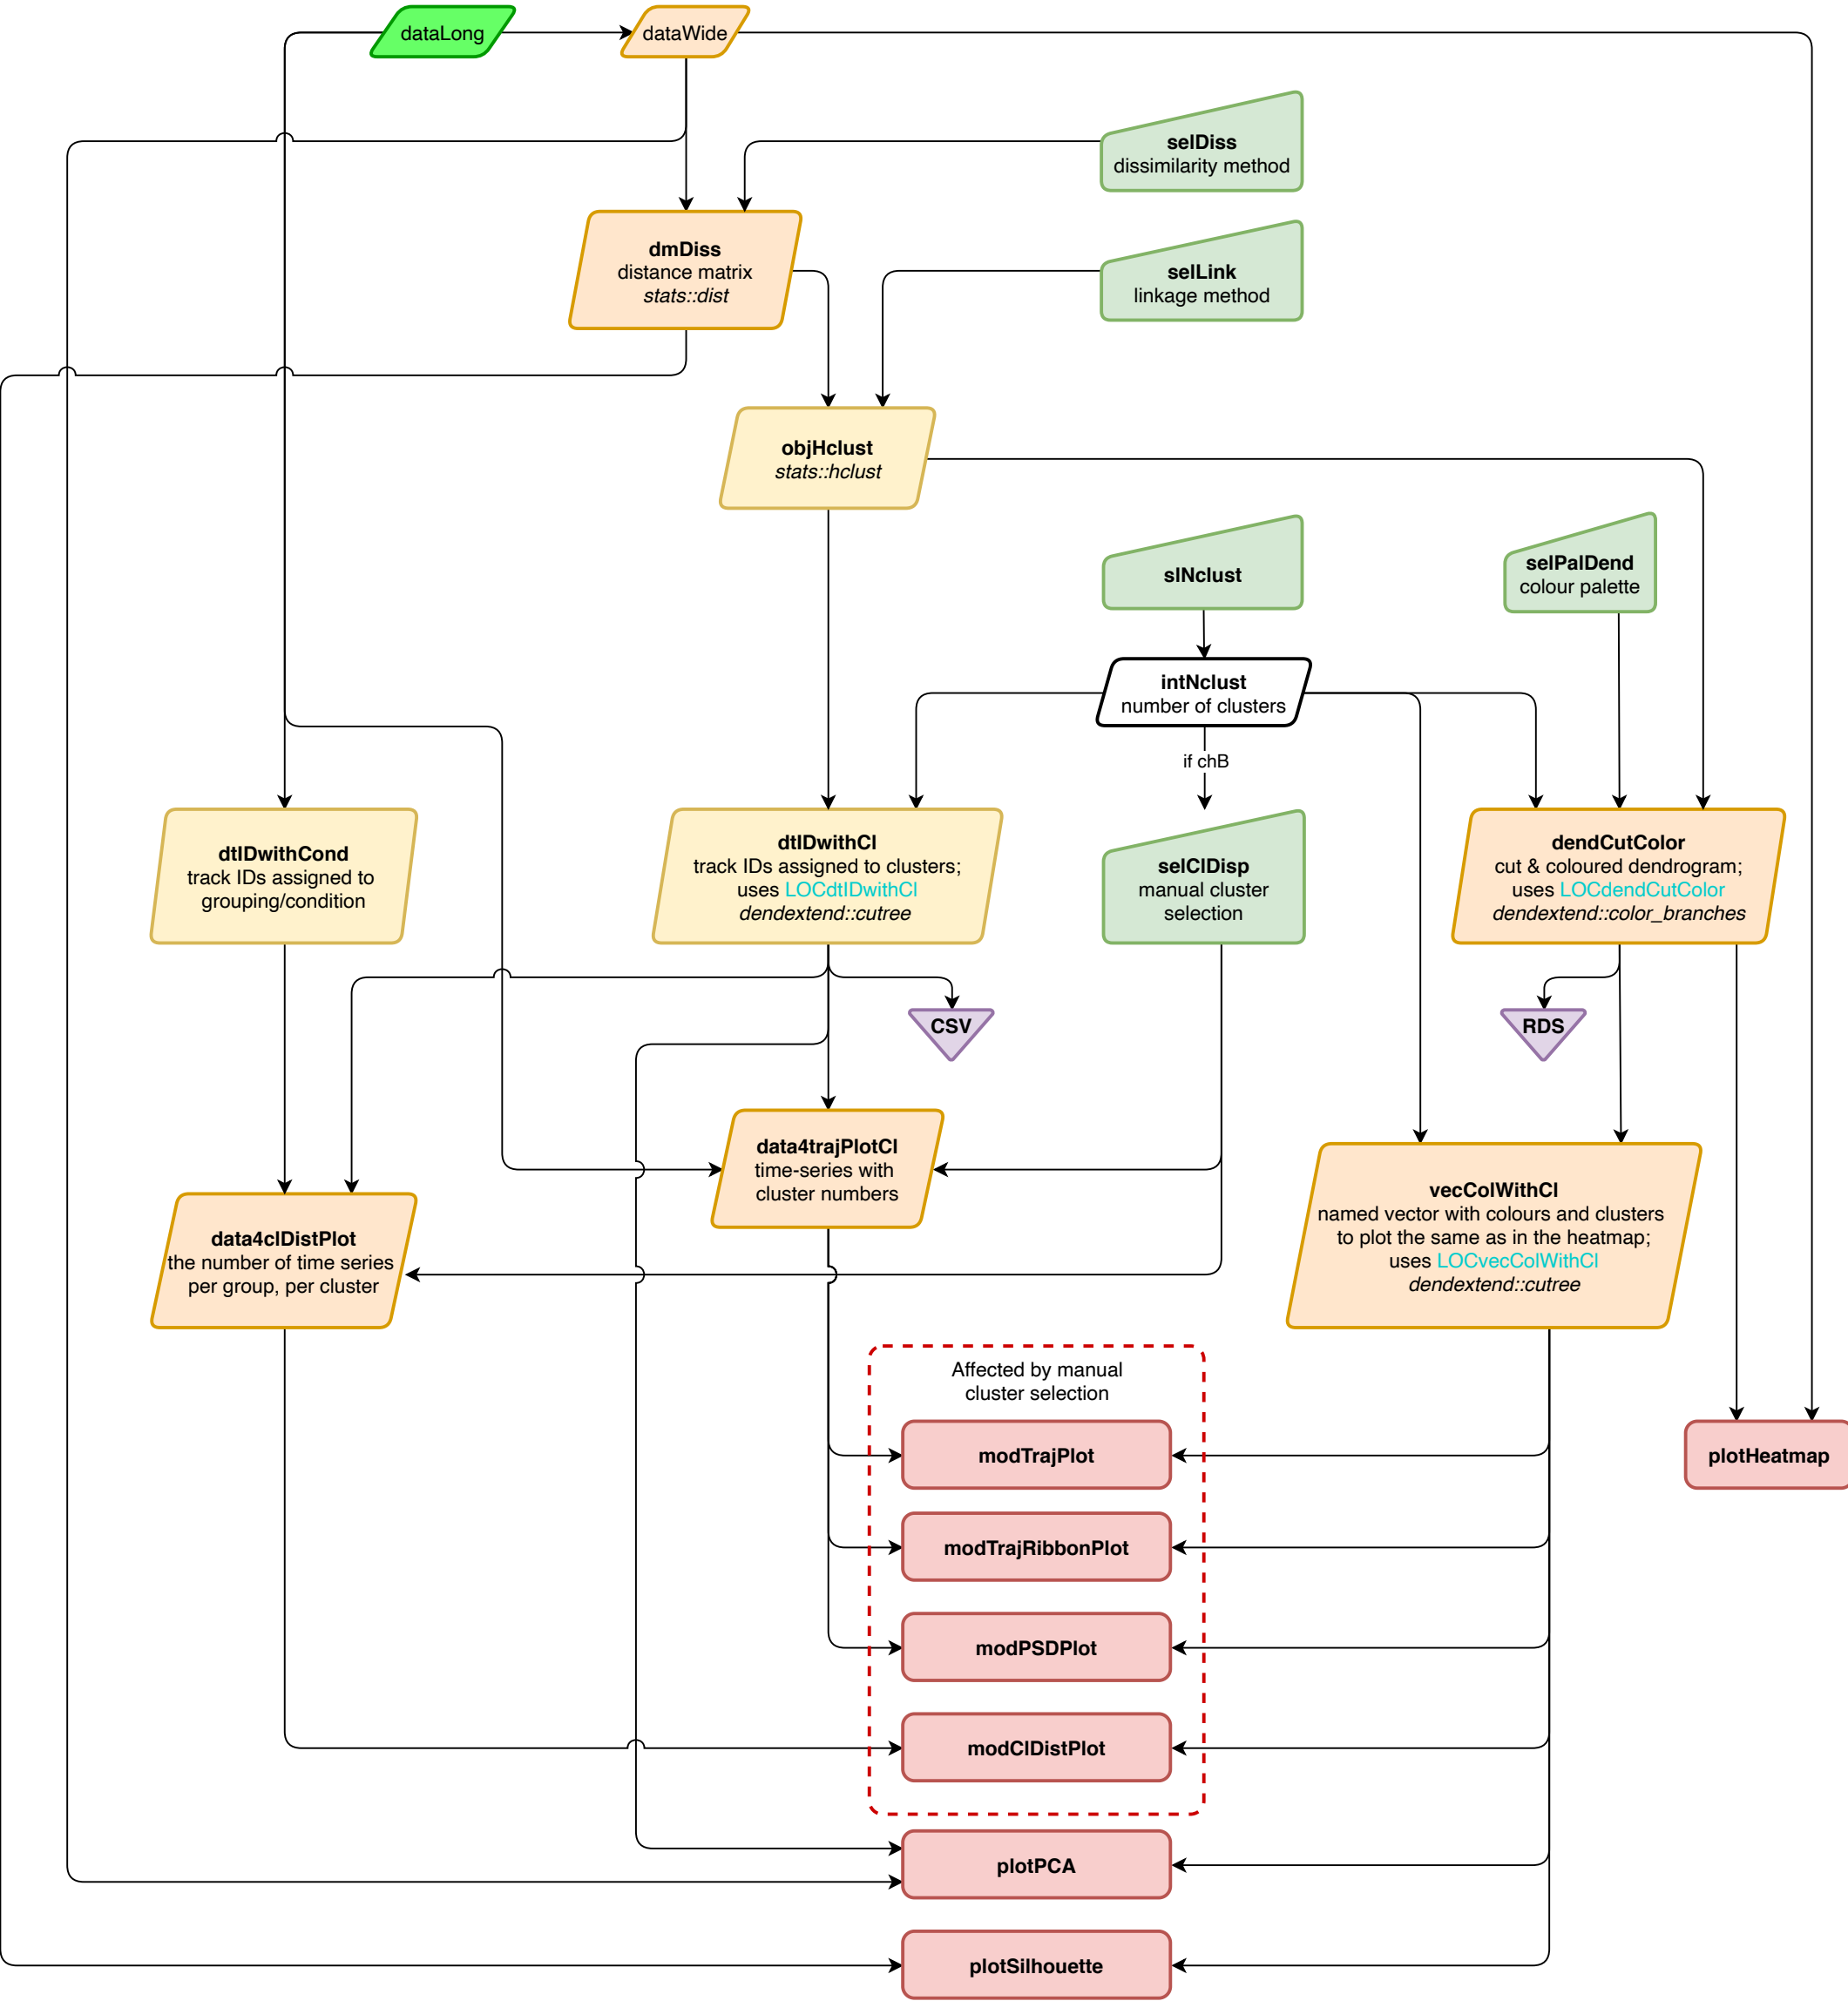 dataLong
dataWide
selDiss
dissimilarity method
dmDiss
distance matrix
stats::dist
selLink
linkage method
objHclust
stats::hclust
slNclust
selPalDend
colour palette
intNclust
number of clusters
if chB
dtIDwithCond
track IDs assigned to
grouping/condition
dtIDwithCl
track IDs assigned to clusters;
uses LOCdtIDwithCl
dendextend::cutree
selClDisp
manual cluster
selection
dendCutColor
cut & coloured dendrogram;
uses LOCdendCutColor
dendextend::color_branches
CSV
RDS
data4trajPlotCl
time-series with
cluster numbers
data4clDistPlot
the number of time series
per group, per cluster
vecColWithCl
named vector with colours and clusters
to plot the same as in the heatmap;
uses LOCvecColWithCl
dendextend::cutree
Affected by manual
cluster selection
modTrajPlot
plotHeatmap
modTrajRibbonPlot
modPSDPlot
modClDistPlot
plotPCA
plotSilhouette